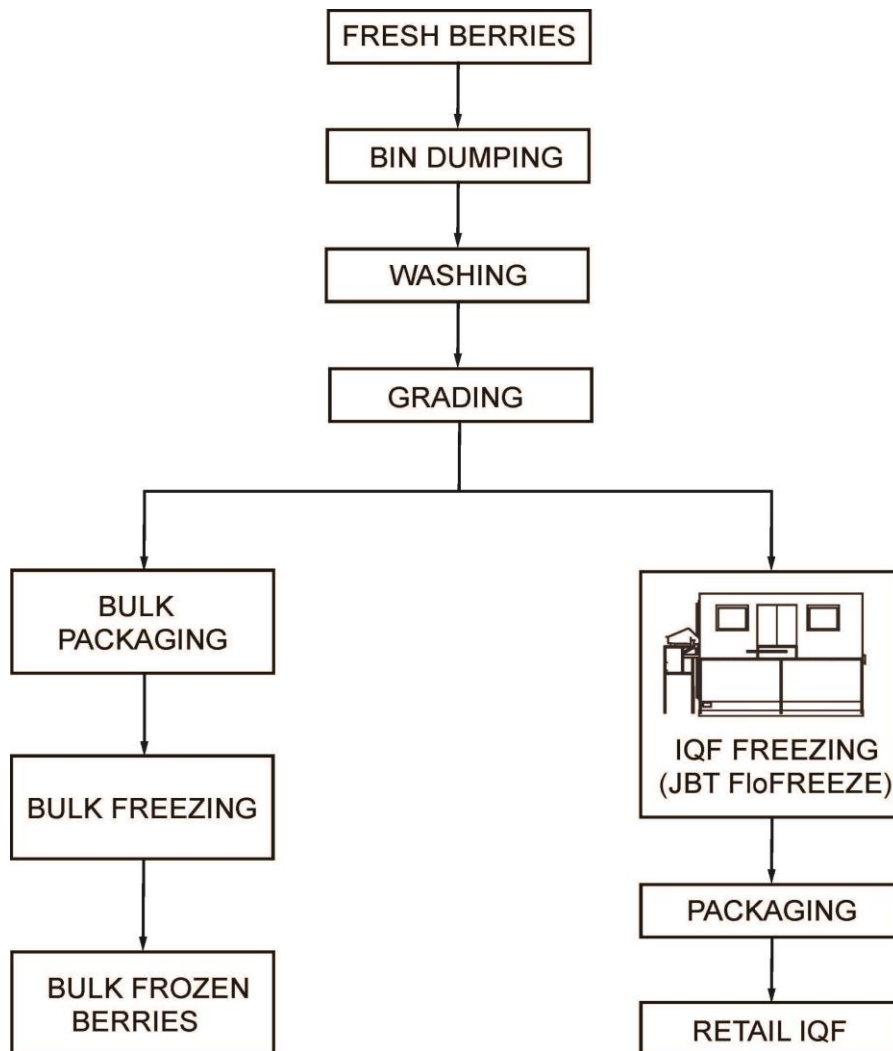 FRESH BERRIES
BIN DUMPING
WASHING
GRADING
BULK
PACKAGING
BULK FREEZING
BULK FROZEN
BERRIES
IQF FREEZING
(JBT FloFREEZE)
PACKAGING
RETAIL IQF